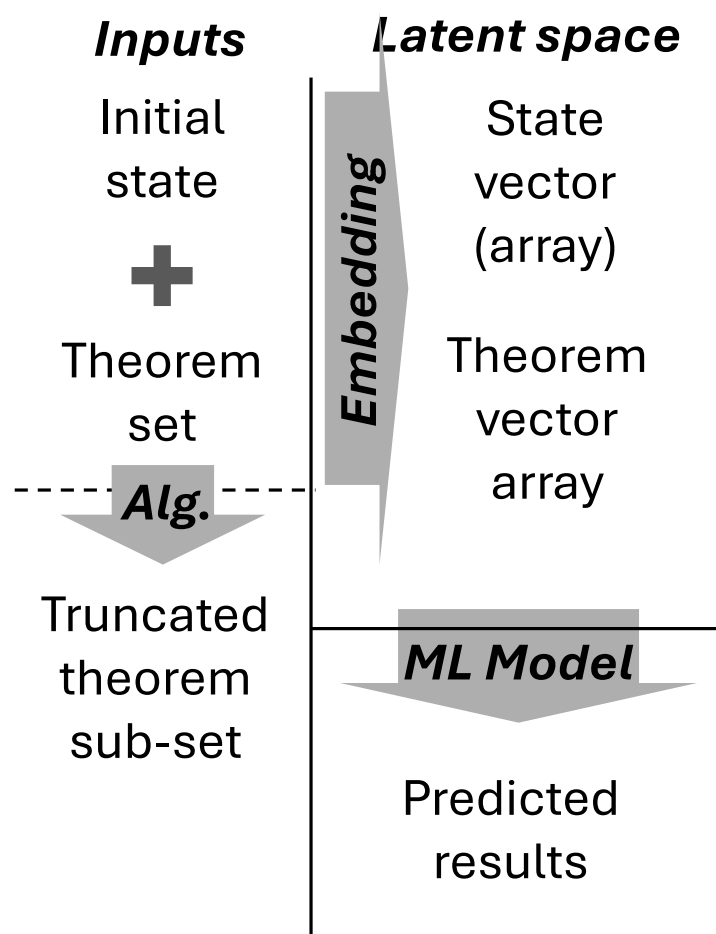 Inputs
Initial
state
Theorem
set
Alg.
Truncated
theorem
sub-set
Embedding
Latent space
State
vector
(array)
Theorem
vector
array
ML Model
Predicted
results